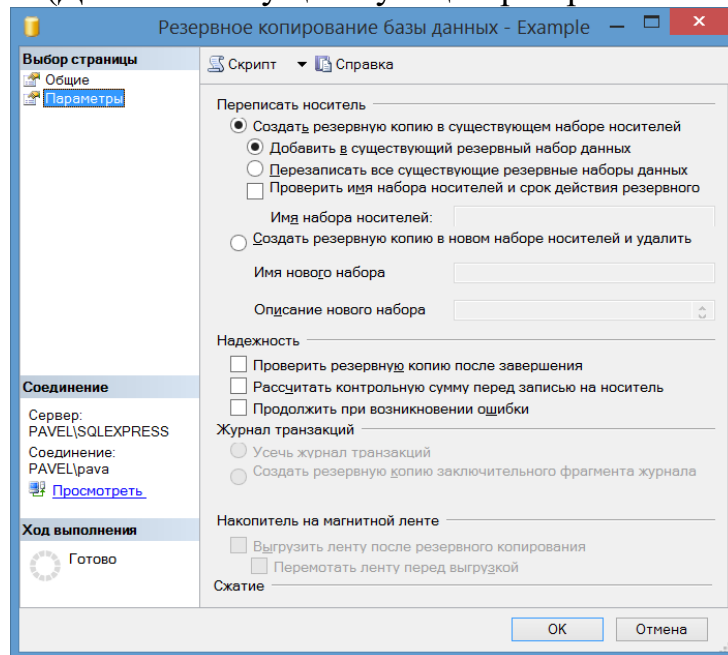 Резервное копирование базы данных - Example
Выбор страницы
Общие
Параметры
Скрипт
Справка
Переписать носитель
Создать резервную копию в существующем наборе носителей
Добавить в существующий резервный набор данных
Перезаписать все существующие резервные наборы данных
Проверить имя набора носителей и срок действия резервного
Имя набора носителей:
Создать резервную копию в новом наборе носителей и удалить
Имя нового набора
Описание нового набора
Надежность
Проверить резервную копию после завершения
Рассчитать контрольную сумму перед записью на носитель
Продолжить при возникновении ошибки
Журнал транзакций
Усечь журнал транзакций
Создать резервную копию заключительного фрагмента журнала
Накопитель на магнитной ленте
Выгрузить ленту после резервного копирования
Перемотать ленту перед выгрузкой
Сжатие
Соединение
Сервер:
PAVEL\SQLEXPRESS
Соединение:
PAVEL\pava
Просмотреть
Ход выполнения
Готово
OK
Отмена